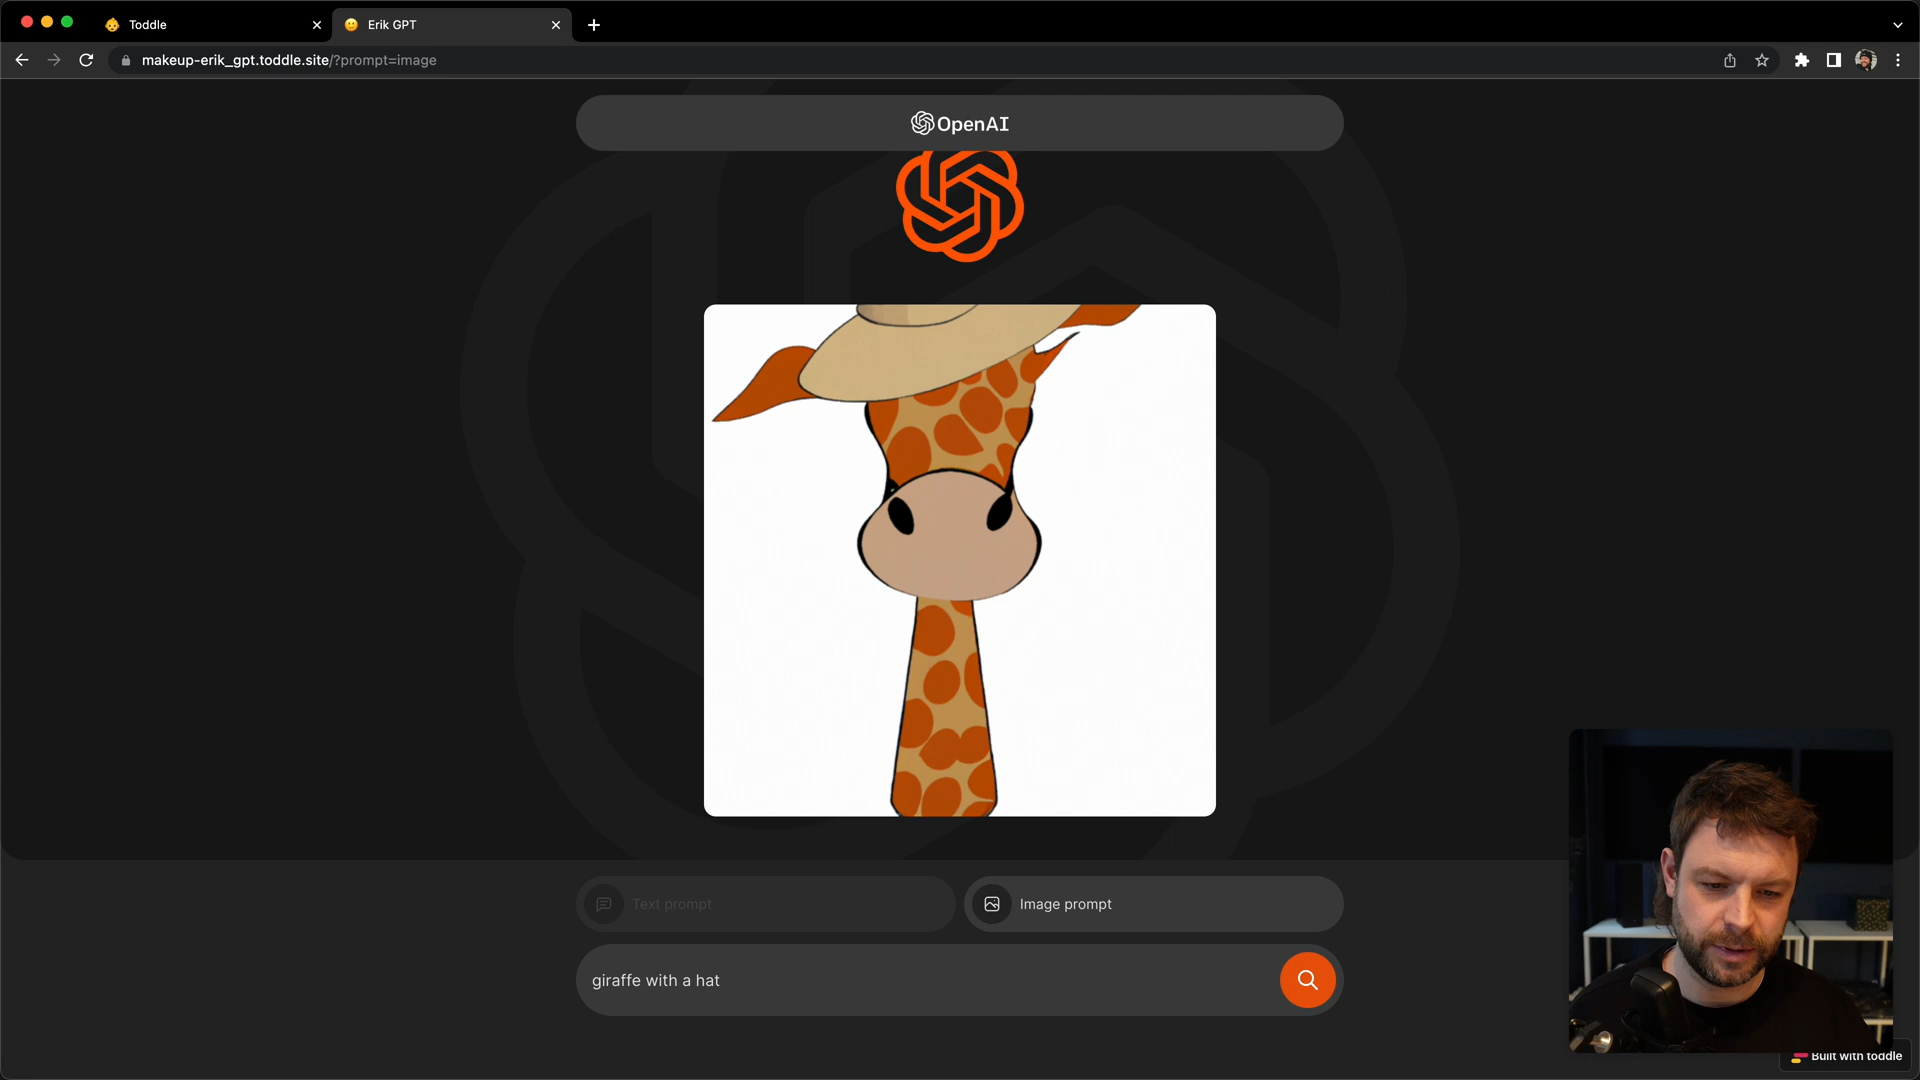 Toddle
Erik GPT
makeup-erik_gpt.toddle.site/?prompt=image
OpenAI
Text prompt
Image prompt
giraffe with a hat
Built with toddle